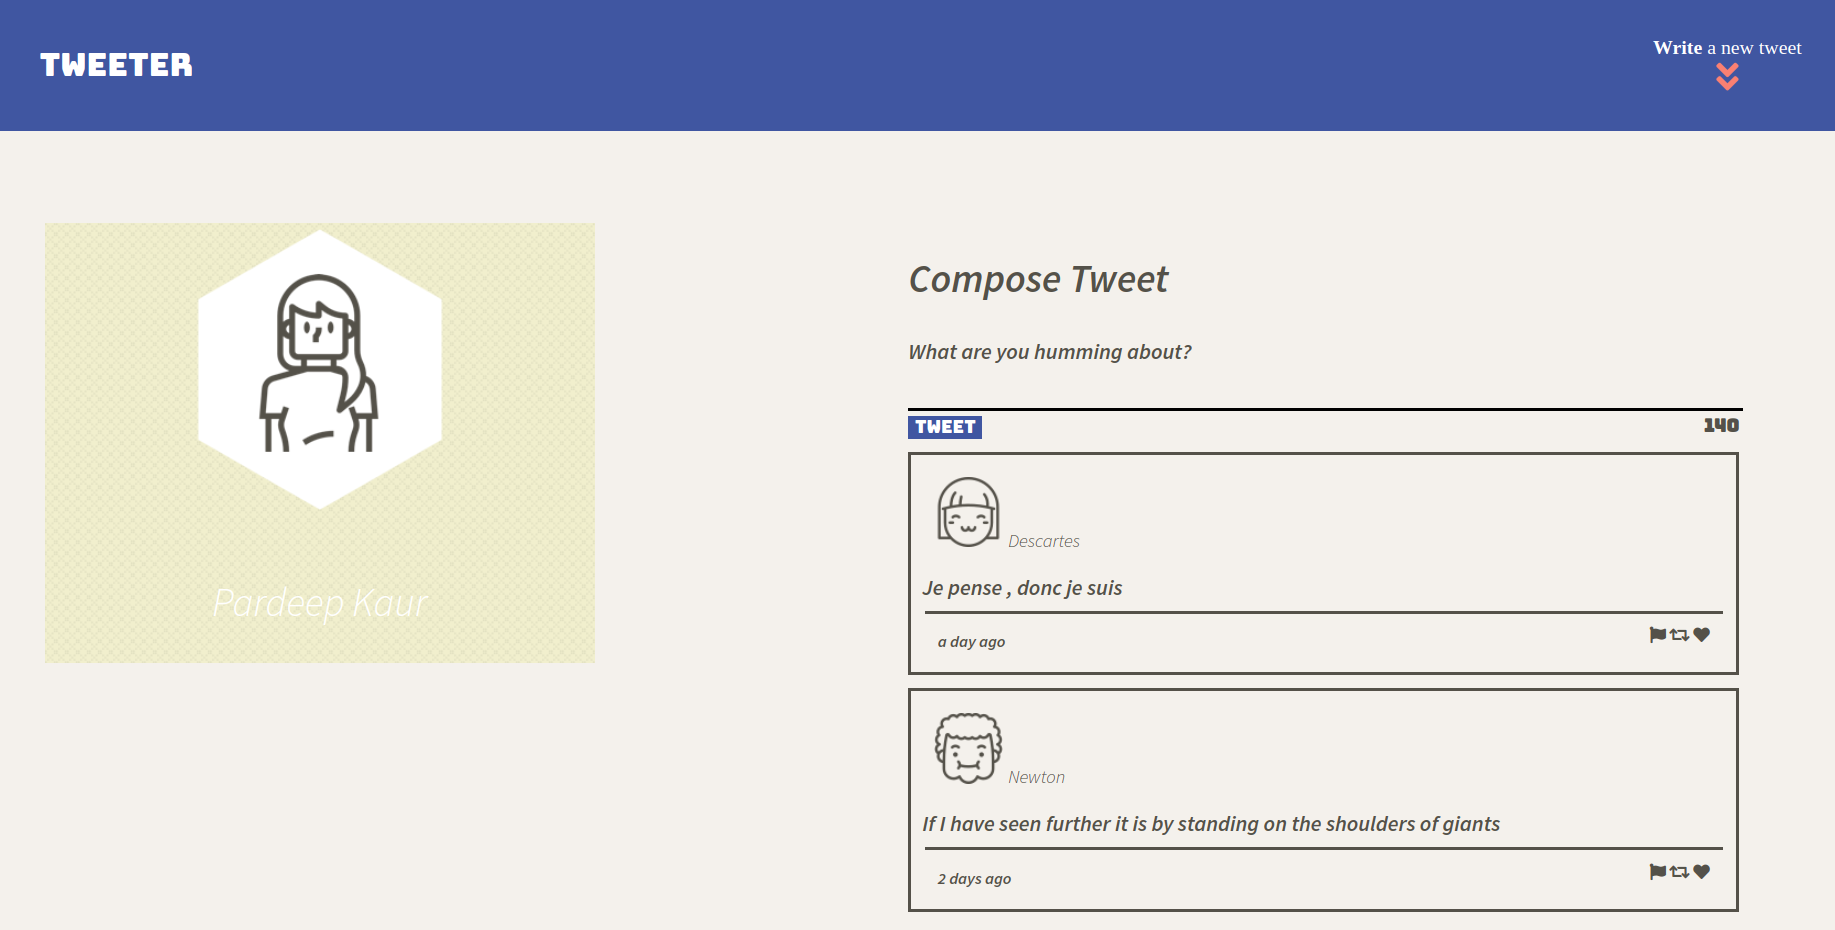 TWEETER
Write a new tweet
Pardeep Kaur
Compose Tweet
What are you humming about?
TWEET
140
Descartes
Je pense , donc je suis
a day ago
Newton
If I have seen further it is by standing on the shoulders of giants
2 days ago